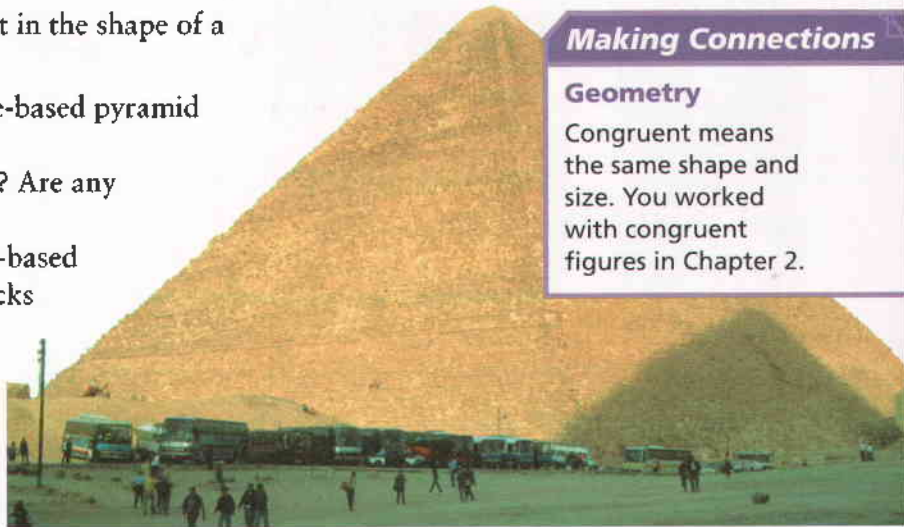 t in the shape of a
e-based pyramid
? Are any
-based
cks
Making Connections
Geometry
Congruent means
the same shape and
size. You worked
with congruent
figures in Chapter 2.